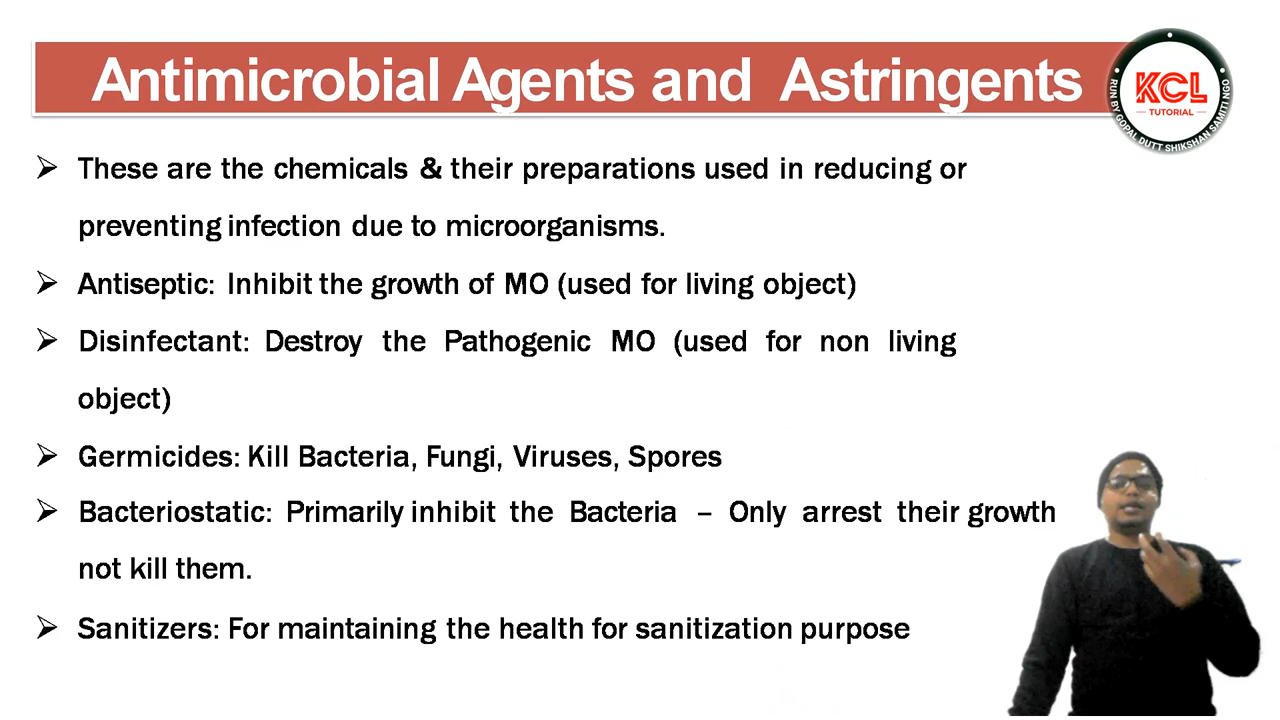 Antimicrobial Agents and Astringents
KCL
TUTORIAL
RUN BY GOPAL DUTT SHIKSHAN SAMITI NGO
➢ These are the chemicals & their preparations used in reducing or
preventing infection due to microorganisms.
➢ Antiseptic: Inhibit the growth of MO (used for living object)
➢ Disinfectant: Destroy the Pathogenic MO (used for non living
object)
➢ Germicides: Kill Bacteria, Fungi, Viruses, Spores
➢ Bacteriostatic: Primarily inhibit the Bacteria – Only arrest their growth
not kill them.
➢ Sanitizers: For maintaining the health for sanitization purpose